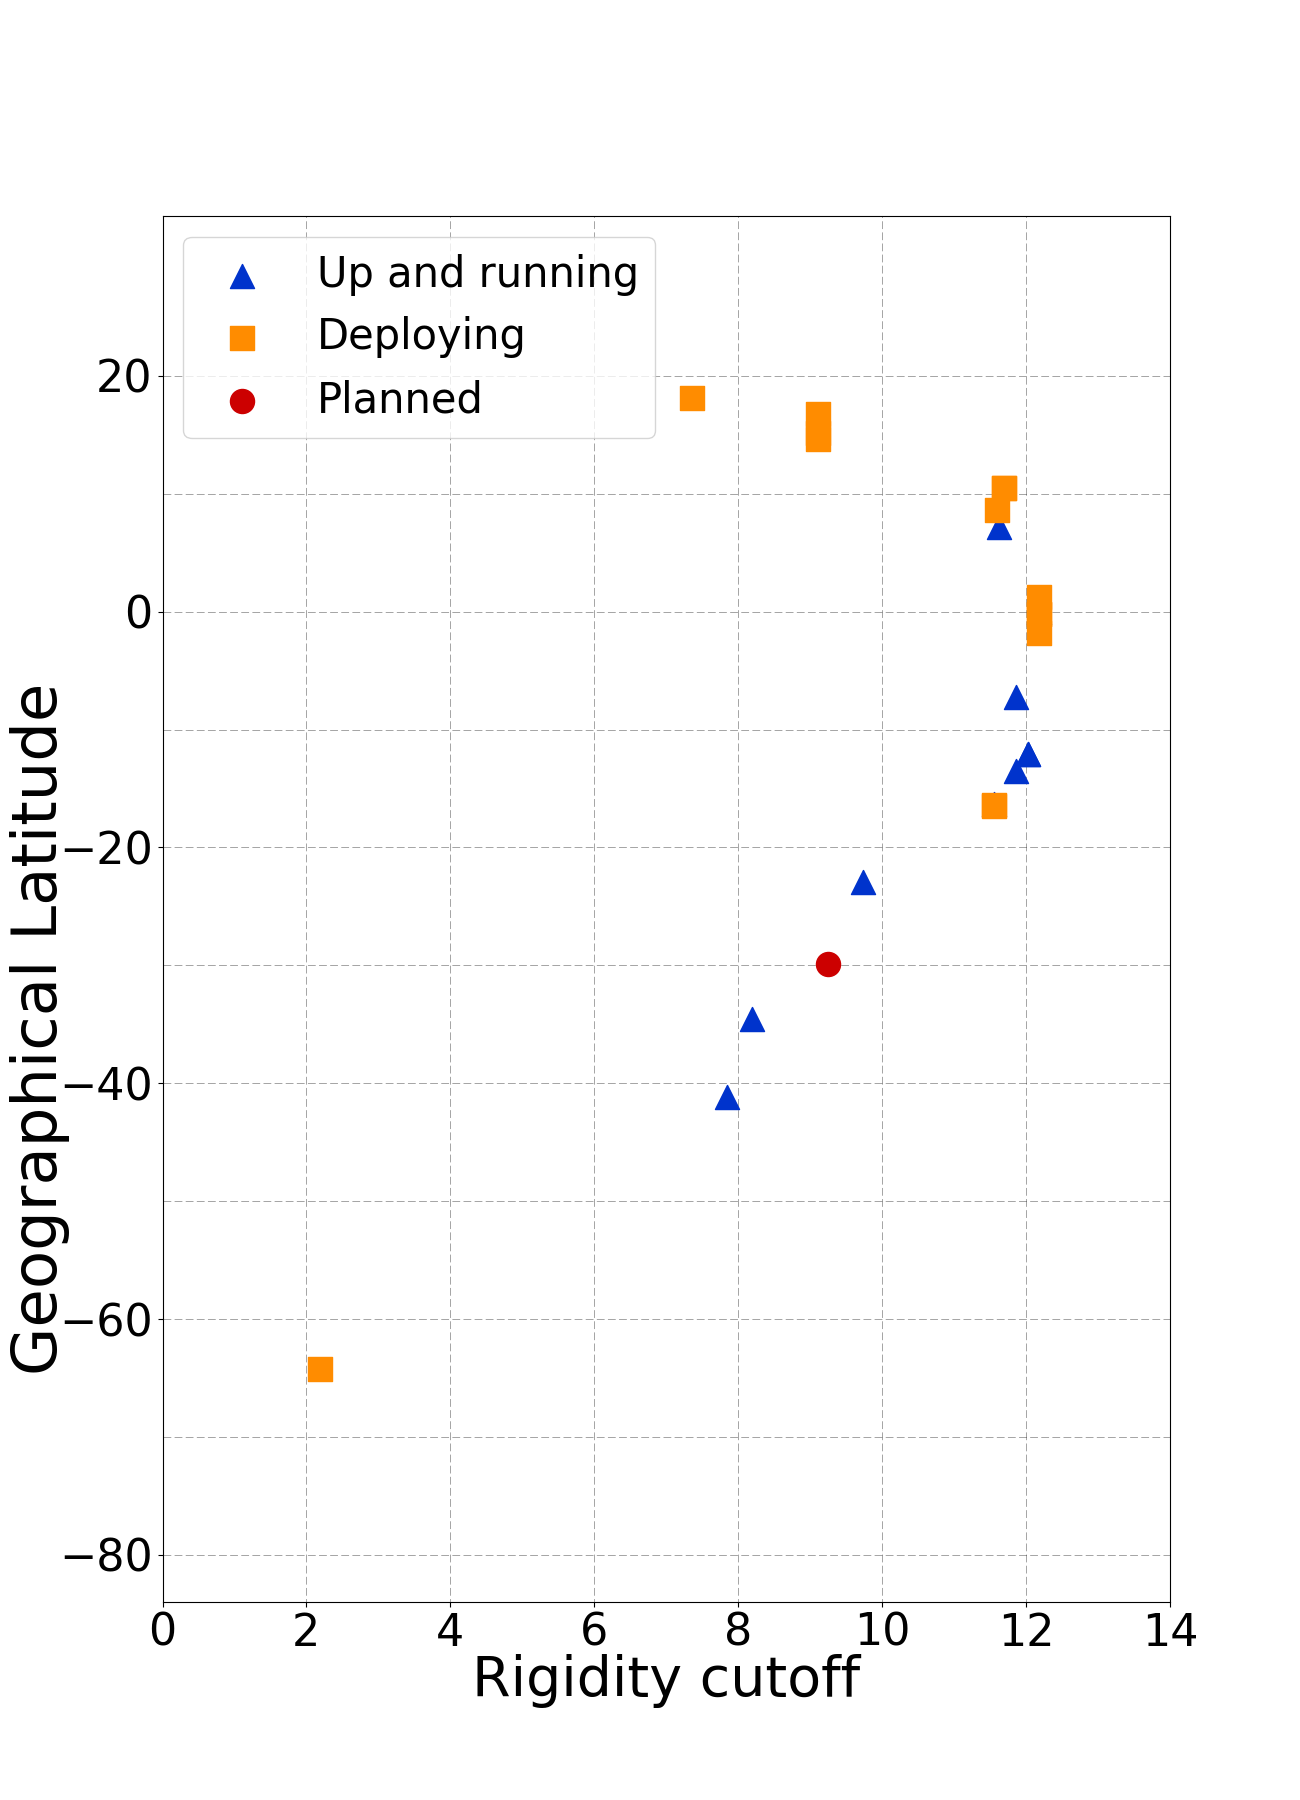 Up and running
Deploying
Planned
20
0
−20
−40
−60
−80
Geographical Latitude
0 2 4 6 8 10 12 14
Rigidity cutoff